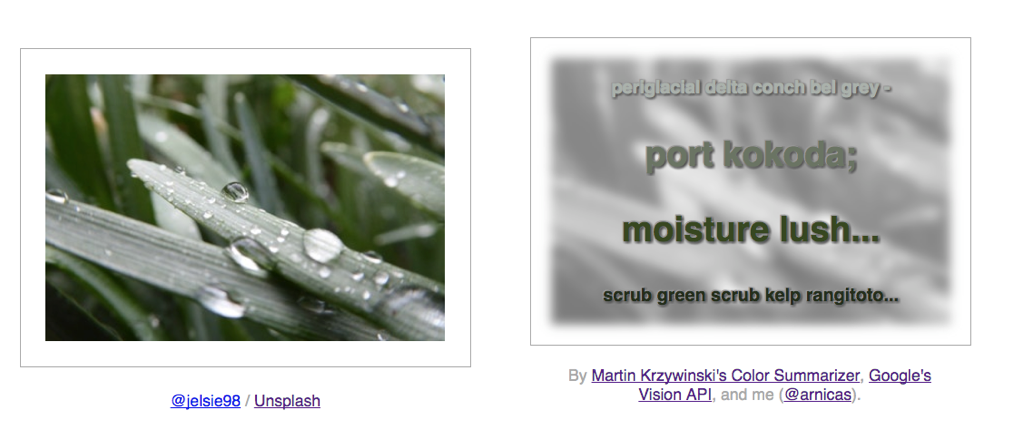 periglacial delta conch bel grey -
port kokoda;
moisture lush...
scrub green scrub kelp rangitoto...
@jelsie98 / Unsplash
By Martin Krzywinski's Color Summarizer, Google's
Vision API, and me (@arnicas).